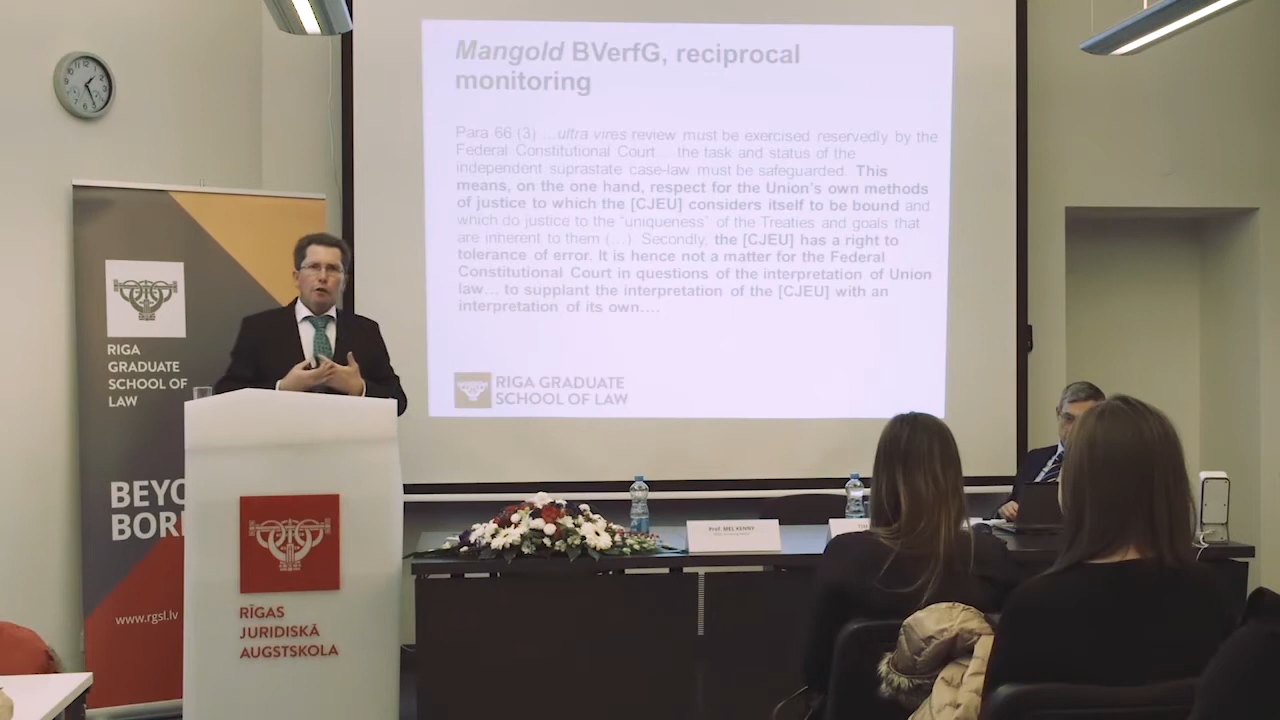 Mangold BVerfG, reciprocal
monitoring
Para 66 (3) …ultra vires review must be exercised reservedly by the
Federal Constitutional Court… the task and status of the
independent suprastate case-law must be safeguarded. This
means, on the one hand, respect for the Union's own methods
of justice to which the [CJEU] considers itself to be bound and
which do justice to the "uniqueness" of the Treaties and goals that
are inherent to them (…) Secondly, the [CJEU] has a right to
tolerance of error. It is hence not a matter for the Federal
Constitutional Court in questions of the interpretation of Union
law… to supplant the interpretation of the [CJEU] with an
interpretation of its own….
RIGA GRADUATE
SCHOOL OF LAW
RIGA
GRADUATE
SCHOOL OF
LAW
BEYO
BORI
www.rgsl.lv
RĪGAS
JURIDISKĀ
AUGSTSKOLA
Prof. MEL KENNY